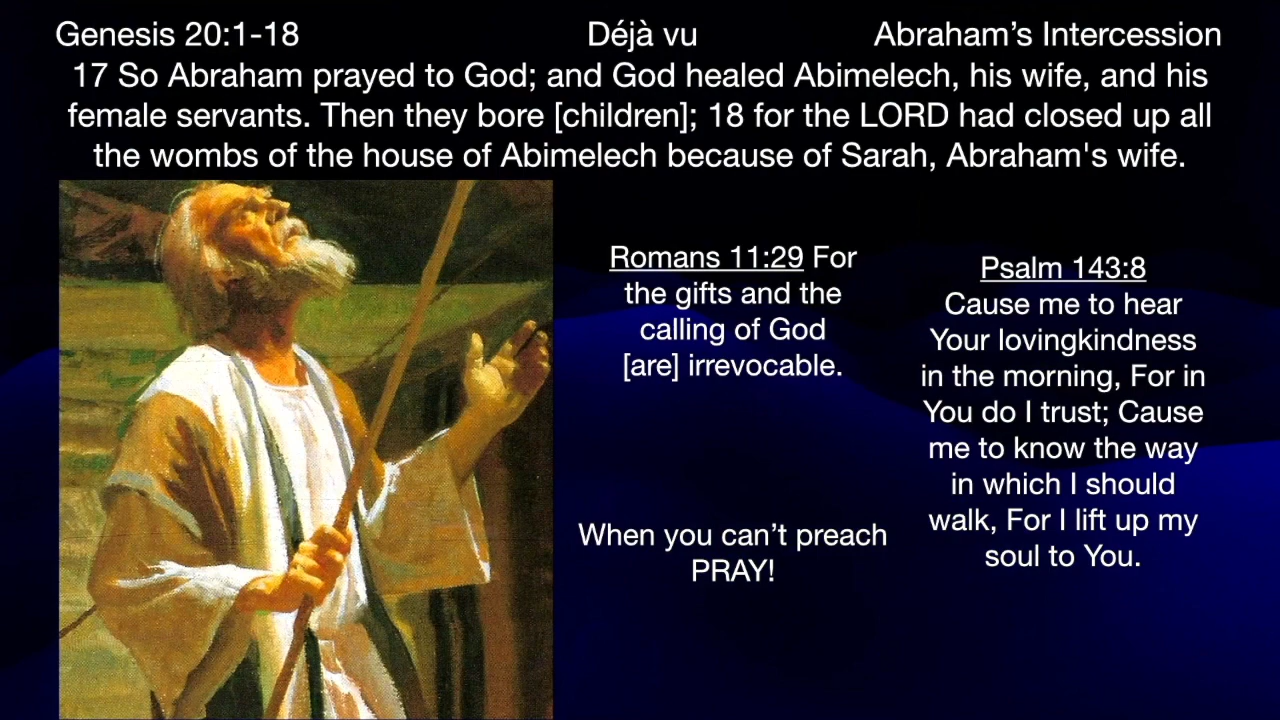 Genesis 20:1-18 Déjà vu Abraham’s Intercession
17 So Abraham prayed to God; and God healed Abimelech, his wife, and his
female servants. Then they bore [children]; 18 for the LORD had closed up all
the wombs of the house of Abimelech because of Sarah, Abraham's wife.
Romans 11:29 For
the gifts and the
calling of God
[are] irrevocable.
When you can’t preach
PRAY!
Psalm 143:8
Cause me to hear
Your lovingkindness
in the morning, For in
You do I trust; Cause
me to know the way
in which I should
walk, For I lift up my
soul to You.